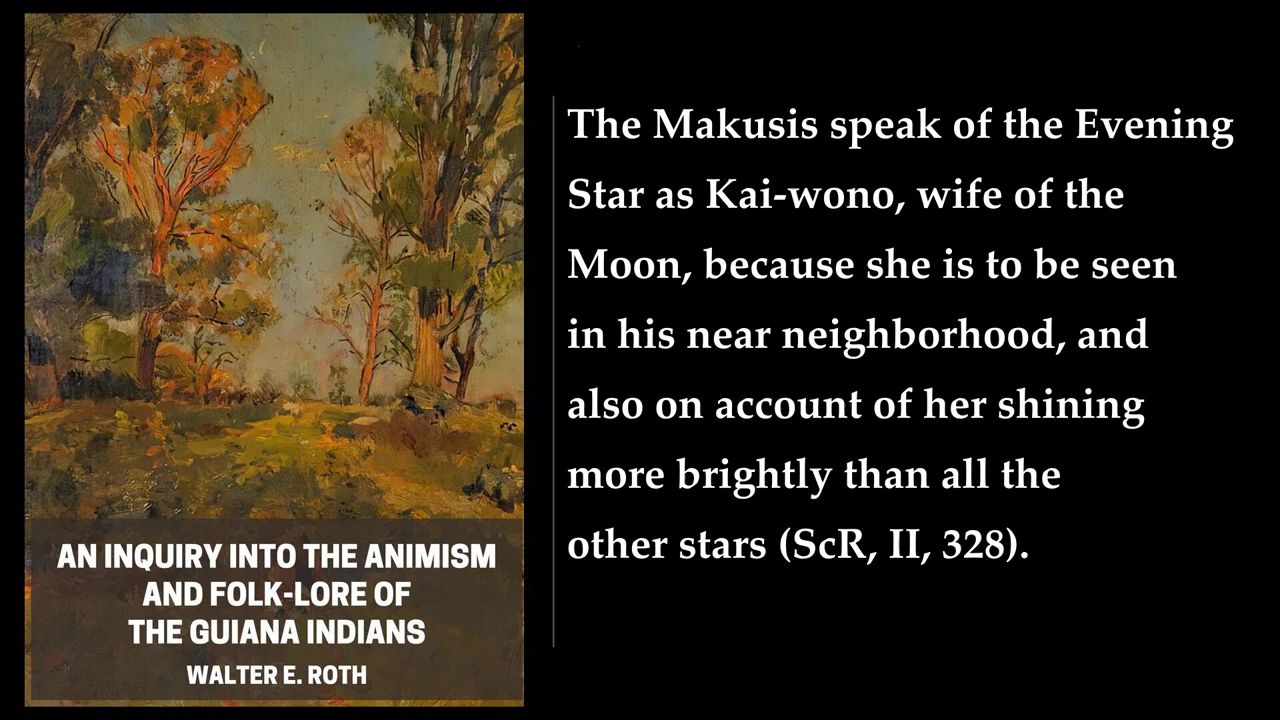 The Makusis speak of the Evening
Star as Kai-wono, wife of the
Moon, because she is to be seen
in his near neighborhood, and
also on account of her shining
more brightly than all the
other stars (ScR, II, 328).
AN INQUIRY INTO THE ANIMISM
AND FOLK-LORE OF
THE GUIANA INDIANS
WALTER E. ROTH